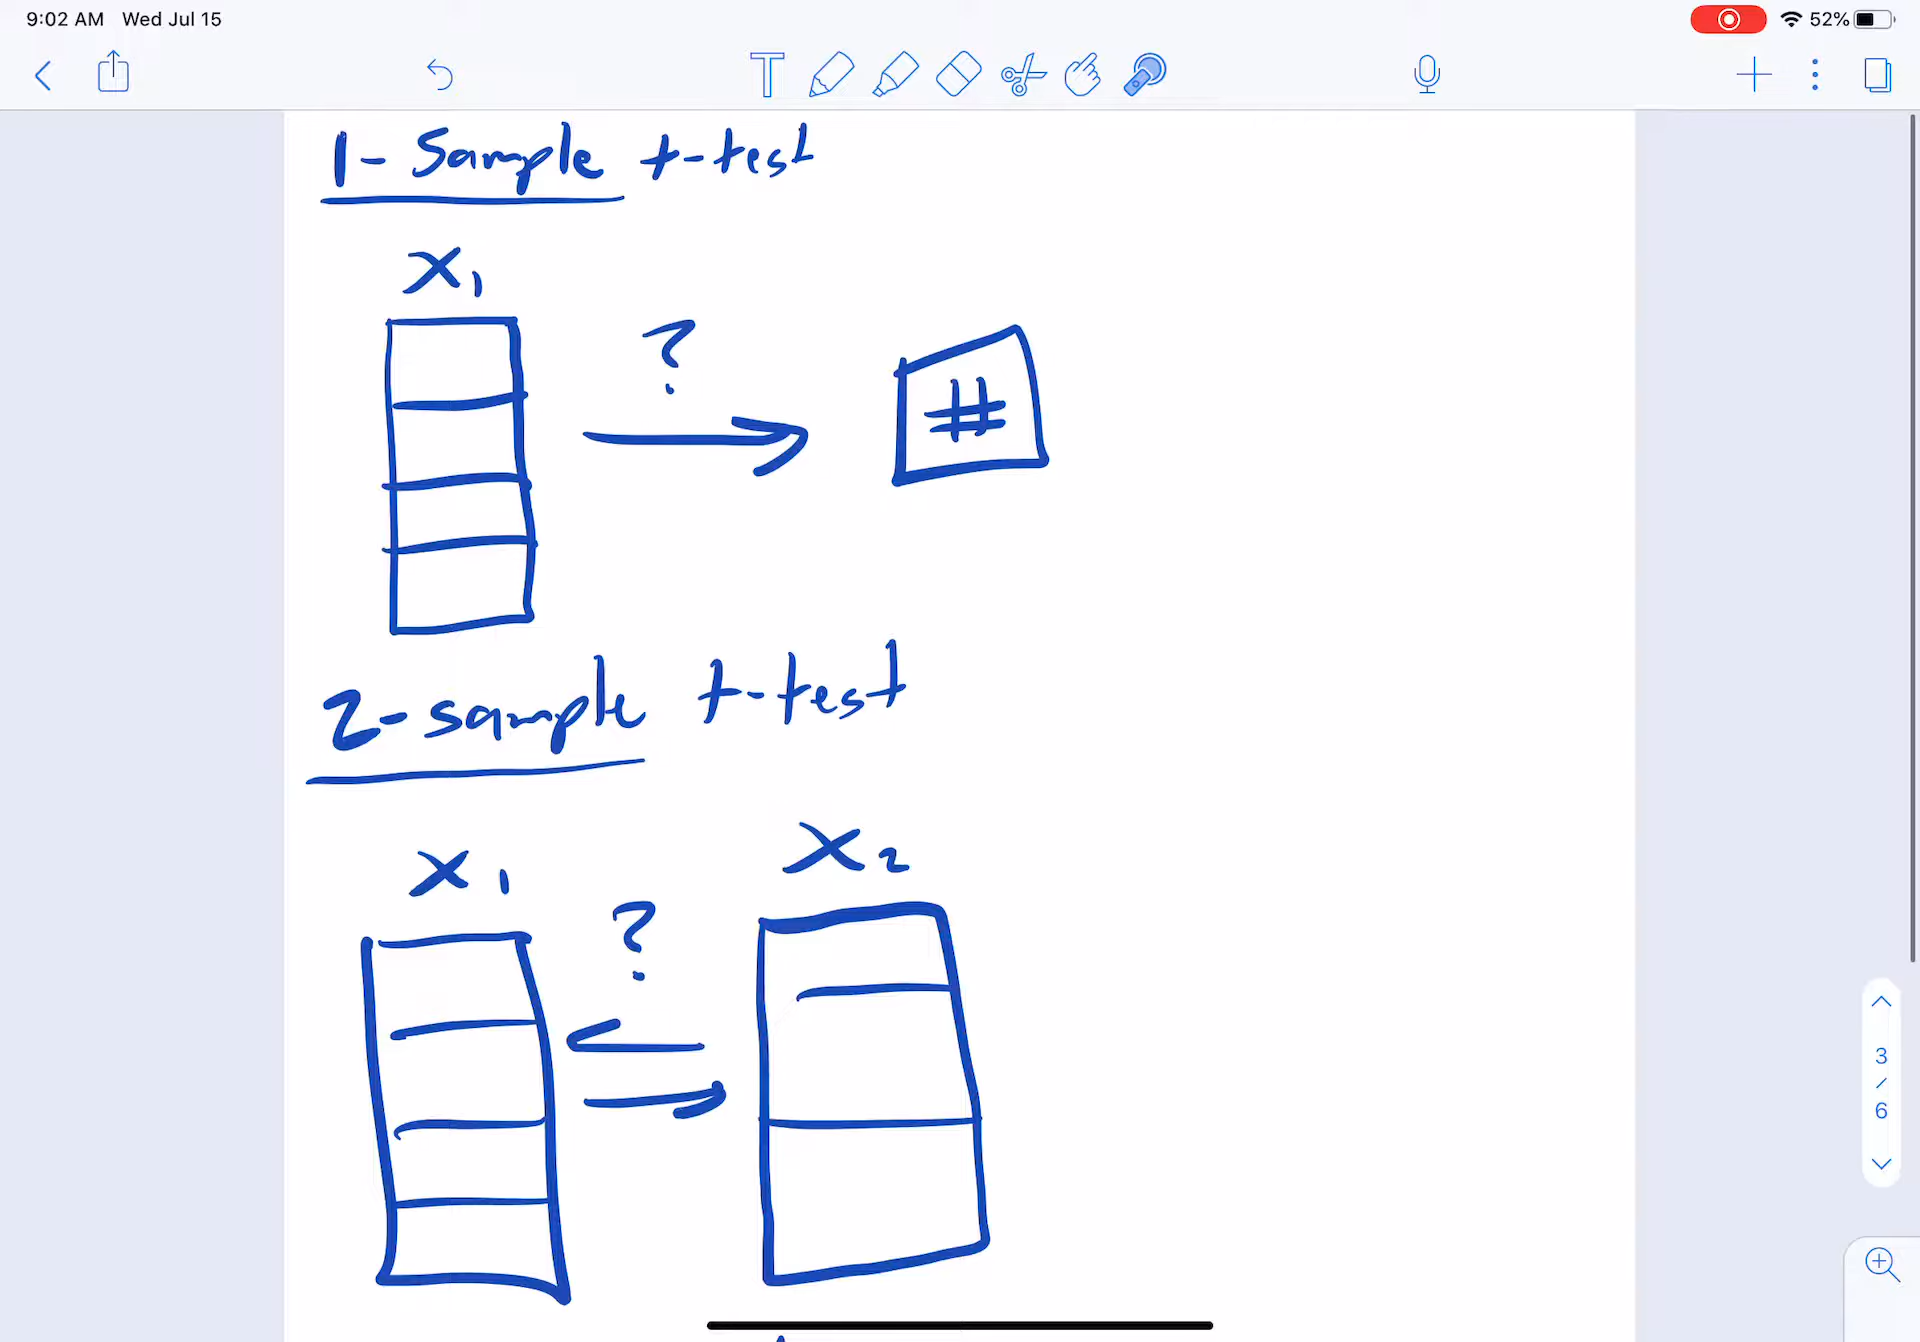 9:02 AM Wed Jul 15
52%
T
1- Sample t-test
X₁
?
#
2-sample t-test
X₁
X₂
?
3
/
6